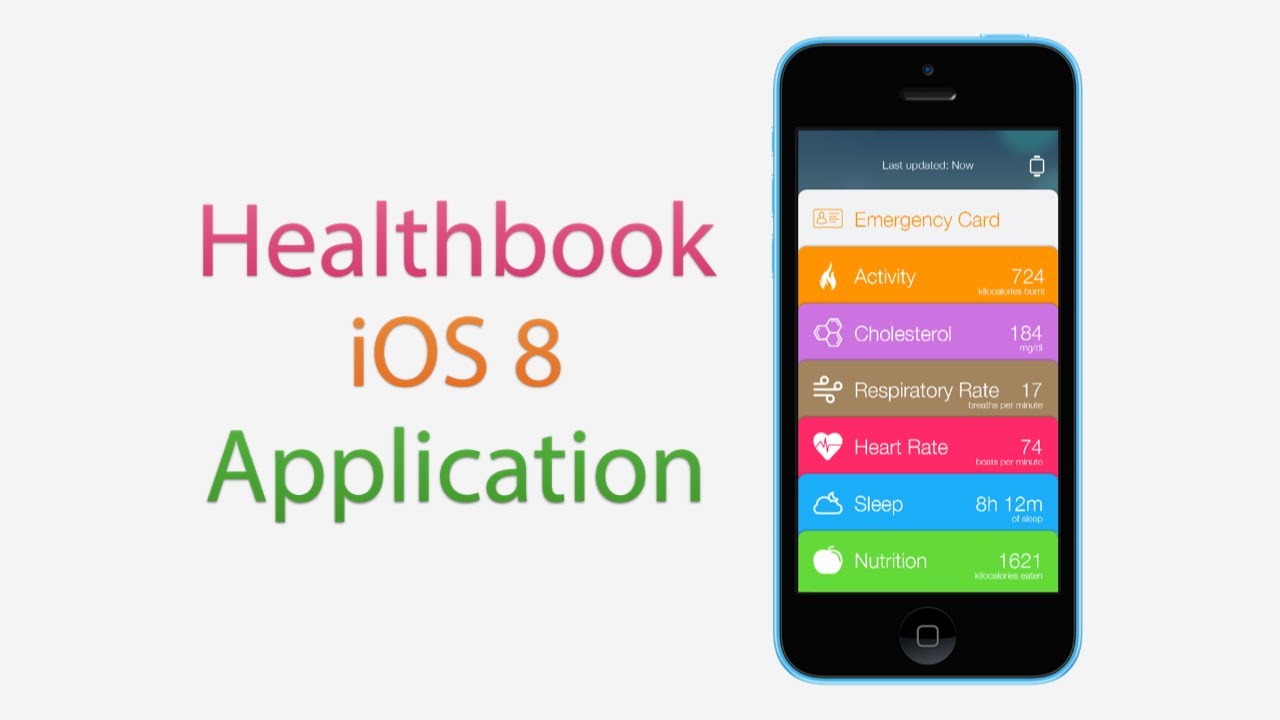 Healthbook
iOS 8
Application
Last updated: Now
Emergency Card
Activity 724
kilocalories burnt
Cholesterol 184
mg/dl
Respiratory Rate 17
breaths per minute
Heart Rate 74
beats per minute
Sleep 8h 12m
of sleep
Nutrition 1621
kilocalories eaten